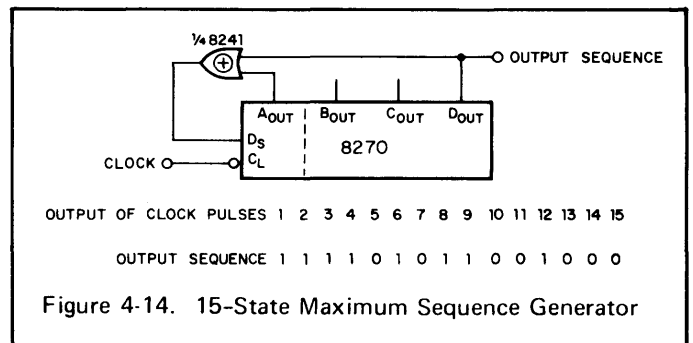 ¼ 8241
OUTPUT SEQUENCE
AOUT BOUT COUT DOUT
DS
8270
CLOCK CL
OUTPUT OF CLOCK PULSES 1 2 3 4 5 6 7 8 9 10 11 12 13 14 15
OUTPUT SEQUENCE 1 1 1 1 0 1 0 1 1 0 0 1 0 0 0
Figure 4-14. 15-State Maximum Sequence Generator